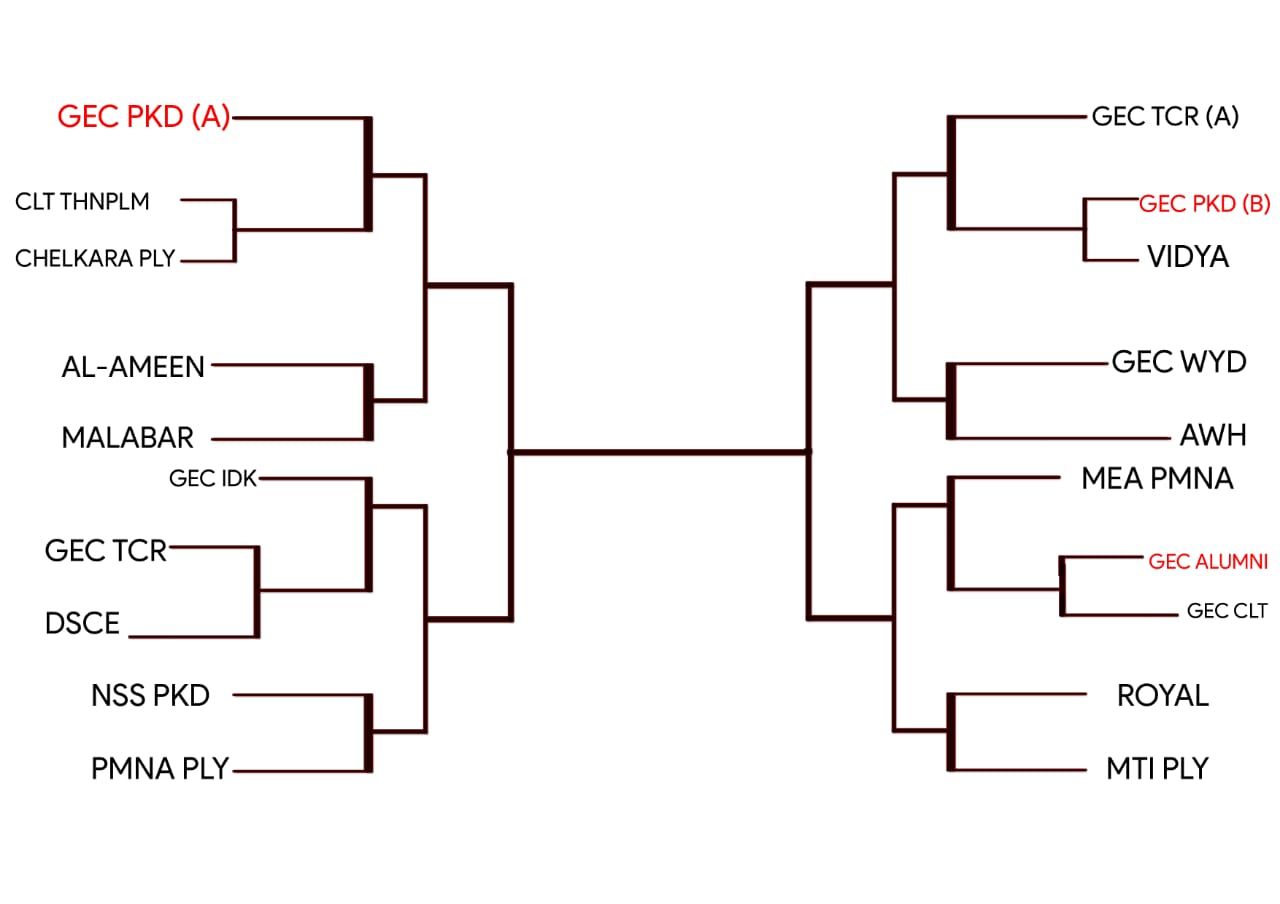 GEC PKD (A)
CLT THNPLM
CHELKARA PLY
AL-AMEEN
MALABAR
GEC IDK
GEC TCR
DSCE
NSS PKD
PMNA PLY
GEC TCR (A)
GEC PKD (B)
VIDYA
GEC WYD
AWH
MEA PMNA
GEC ALUMNI
GEC CLT
ROYAL
MTI PLY